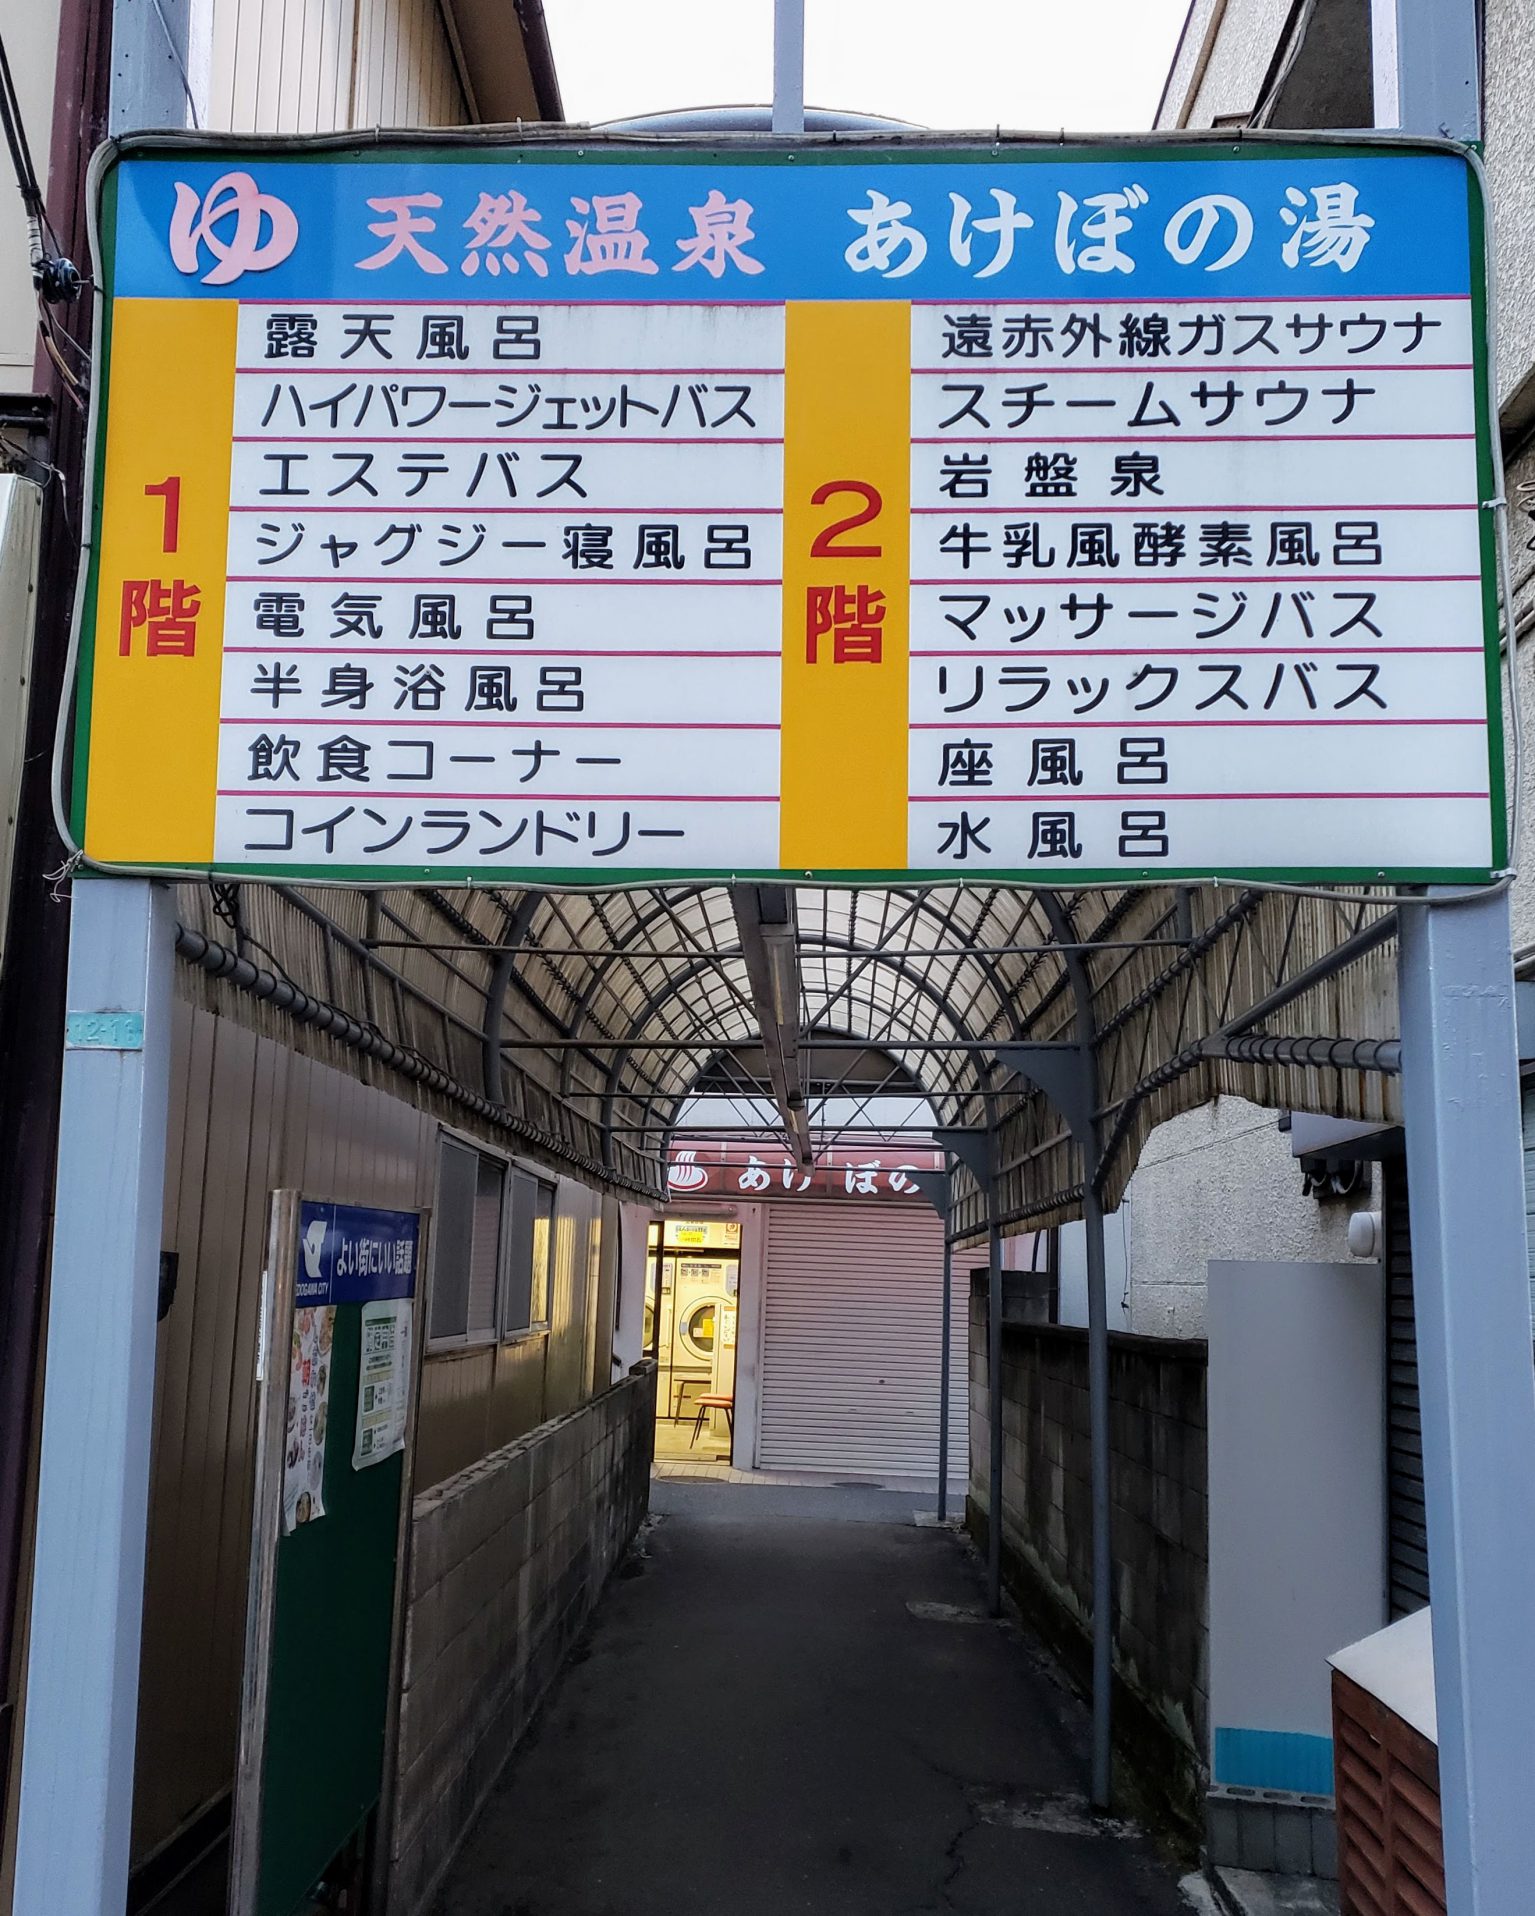 ゆ 天然温泉 あけぼの湯
1階
露天風呂
ハイパワージェットバス
エステバス
ジャグジー寝風呂
電気風呂
半身浴風呂
飲食コーナー
コインランドリー
2階
遠赤外線ガスサウナ
スチームサウナ
岩盤泉
牛乳風酵素風呂
マッサージバス
リラックスバス
座風呂
水風呂
12-13
あけぼの
よい街にいい話題
EDOGAWA CITY